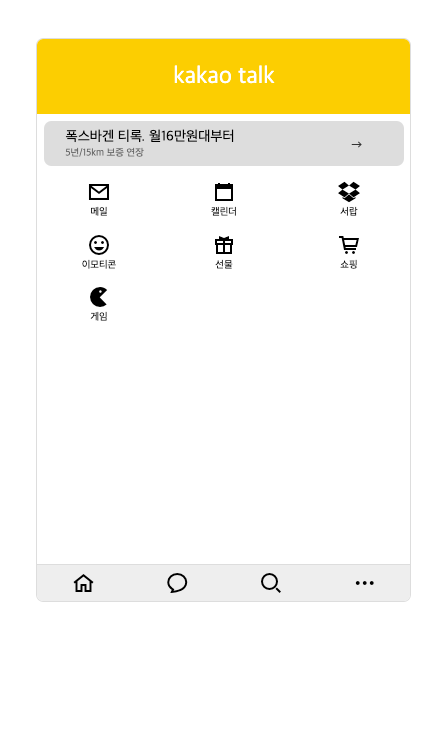 kakao talk
폭스바겐 티록. 월16만원대부터
5년/15km 보증 연장
메일
캘린더
서랍
이모티콘
선물
쇼핑
게임